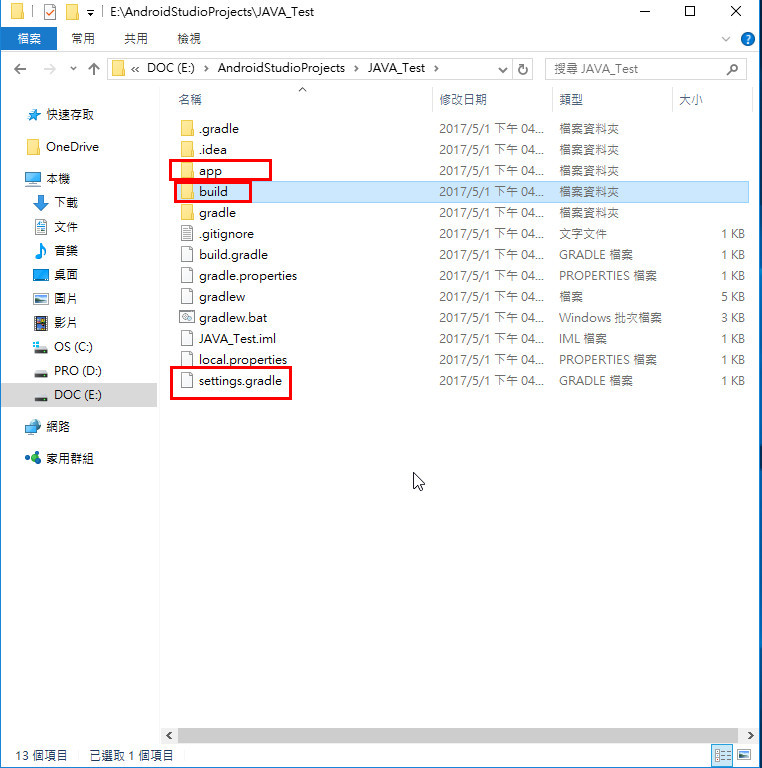 E:\AndroidStudioProjects\JAVA_Test
檔案 常用 共用 檢視
« DOC (E:) › AndroidStudioProjects › JAVA_Test › 搜尋 JAVA_Test
名稱 修改日期 類型 大小
快速存取
OneDrive
本機
下載
文件
音樂
桌面
圖片
影片
OS (C:)
PRO (D:)
DOC (E:)
網路
家用群組
.gradle 2017/5/1 下午 04... 檔案資料夾
.idea 2017/5/1 下午 04... 檔案資料夾
app 2017/5/1 下午 04... 檔案資料夾
build 2017/5/1 下午 04... 檔案資料夾
gradle 2017/5/1 下午 04... 檔案資料夾
.gitignore 2017/5/1 下午 04... 文字文件 1 KB
build.gradle 2017/5/1 下午 04... GRADLE 檔案 1 KB
gradle.properties 2017/5/1 下午 04... PROPERTIES 檔案 1 KB
gradlew 2017/5/1 下午 04... 檔案 5 KB
gradlew.bat 2017/5/1 下午 04... Windows 批次檔案 3 KB
JAVA_Test.iml 2017/5/1 下午 04... IML 檔案 1 KB
local.properties 2017/5/1 下午 04... PROPERTIES 檔案 1 KB
settings.gradle 2017/5/1 下午 04... GRADLE 檔案 1 KB
13 個項目 已選取 1 個項目